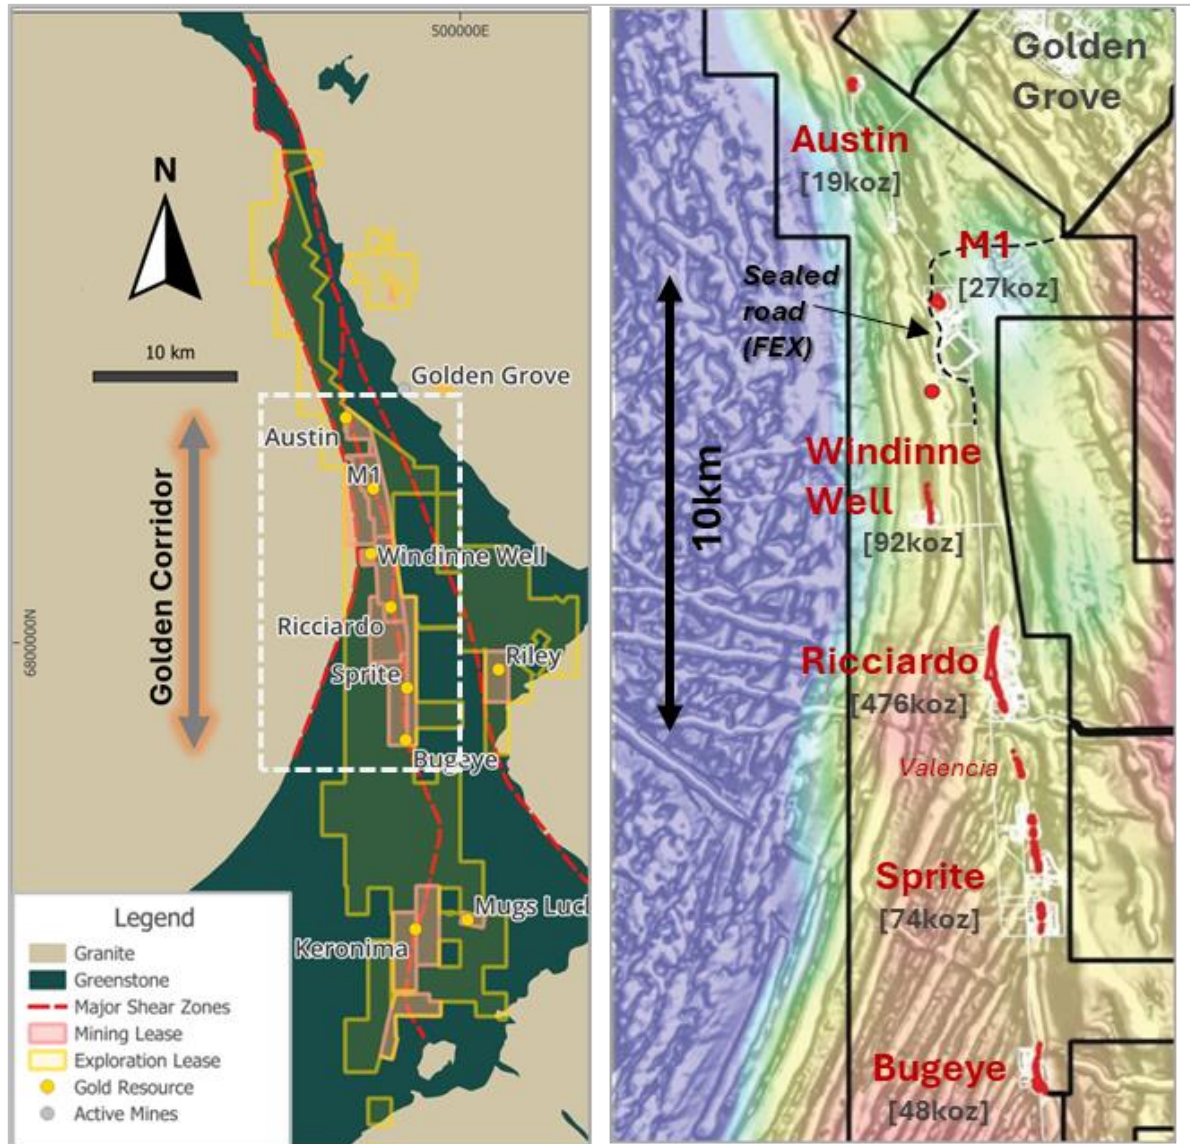 500000E
N
10 km
Golden Grove
Austin
M1
Windinne Well
Golden Corridor
Ricciardo
6800000N
Riley
Sprite
Bugeye
Mugs Luc
Keronima
Legend
Granite
Greenstone
Major Shear Zones
Mining Lease
Exploration Lease
Gold Resource
Active Mines
Golden
Grove
Austin
[19koz]
M1
[27koz]
Sealed
road
(FEX)
10km
Windinne
Well
[92koz]
Ricciardo
[476koz]
Valencia
Sprite
[74koz]
Bugeye
[48koz]